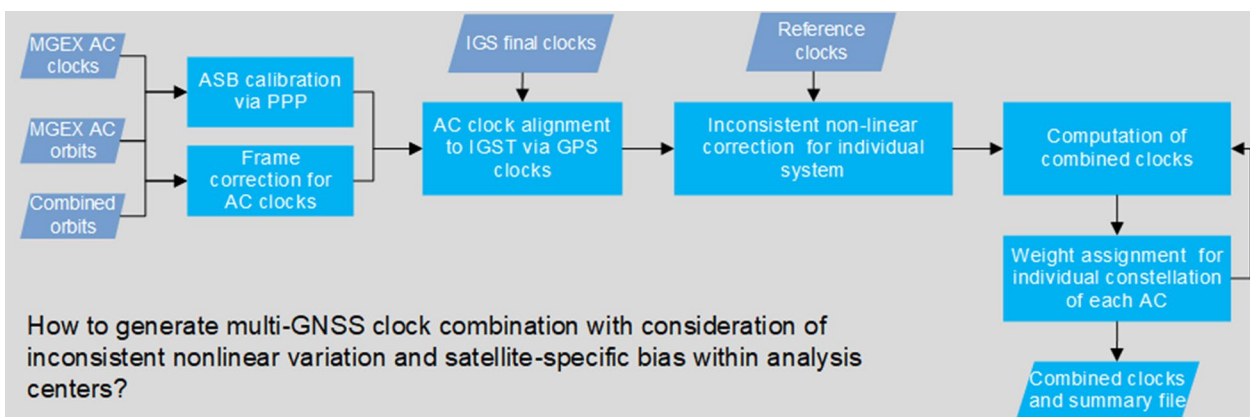 MGEX AC
clocks
MGEX AC
orbits
Combined
orbits
ASB calibration
via PPP
Frame
correction for
AC clocks
IGS final clocks
AC clock alignment
to IGST via GPS
clocks
Reference
clocks
Inconsistent non-linear
correction for individual
system
Computation of
combined clocks
Weight assignment for
individual constellation
of each AC
Combined clocks
and summary file
How to generate multi-GNSS clock combination with consideration of
inconsistent nonlinear variation and satellite-specific bias within analysis
centers?